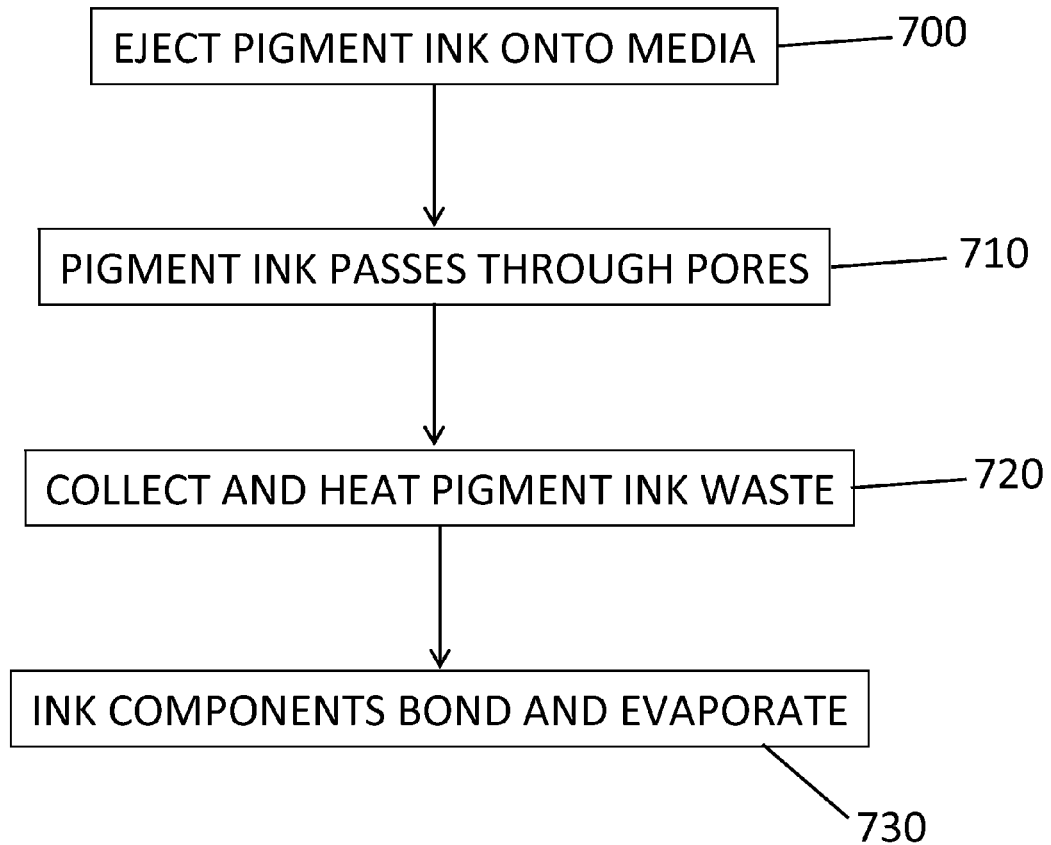 EJECT PIGMENT INK ONTO MEDIA
700
PIGMENT INK PASSES THROUGH PORES
710
COLLECT AND HEAT PIGMENT INK WASTE
720
INK COMPONENTS BOND AND EVAPORATE
730